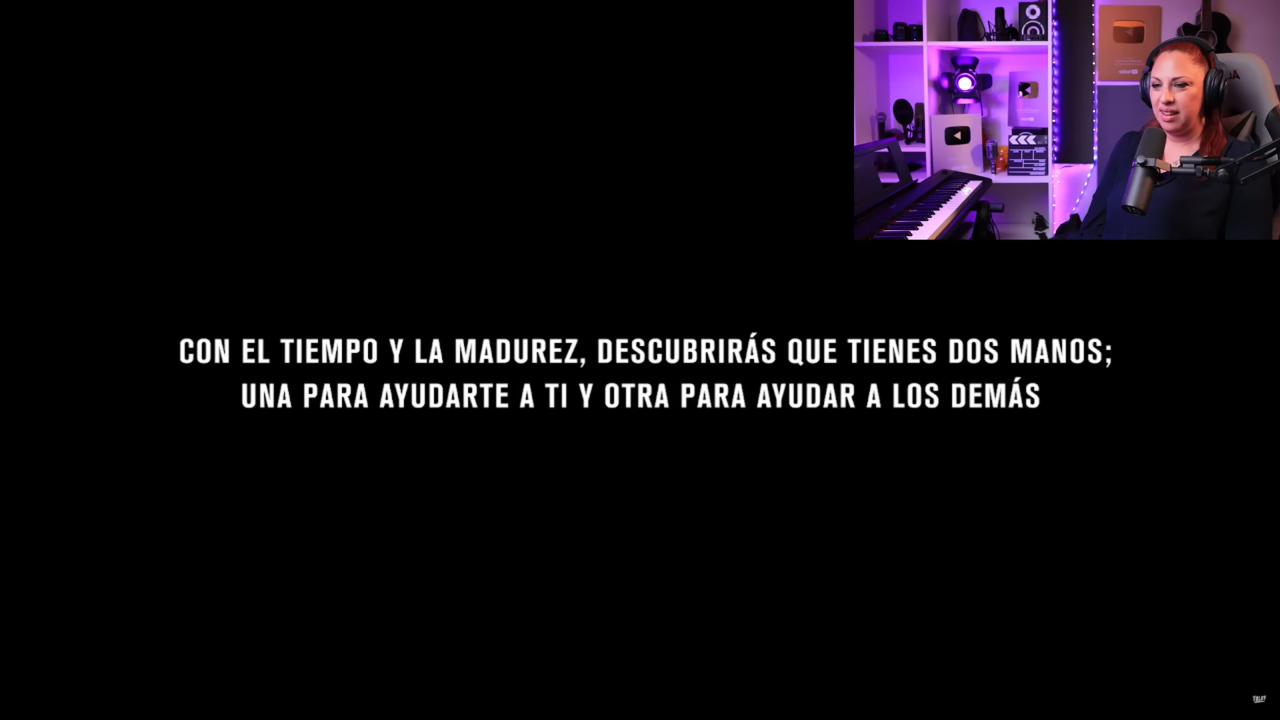 CON EL TIEMPO Y LA MADUREZ, DESCUBRIRÁS QUE TIENES DOS MANOS;
UNA PARA AYUDARTE A TI Y OTRA PARA AYUDAR A LOS DEMÁS